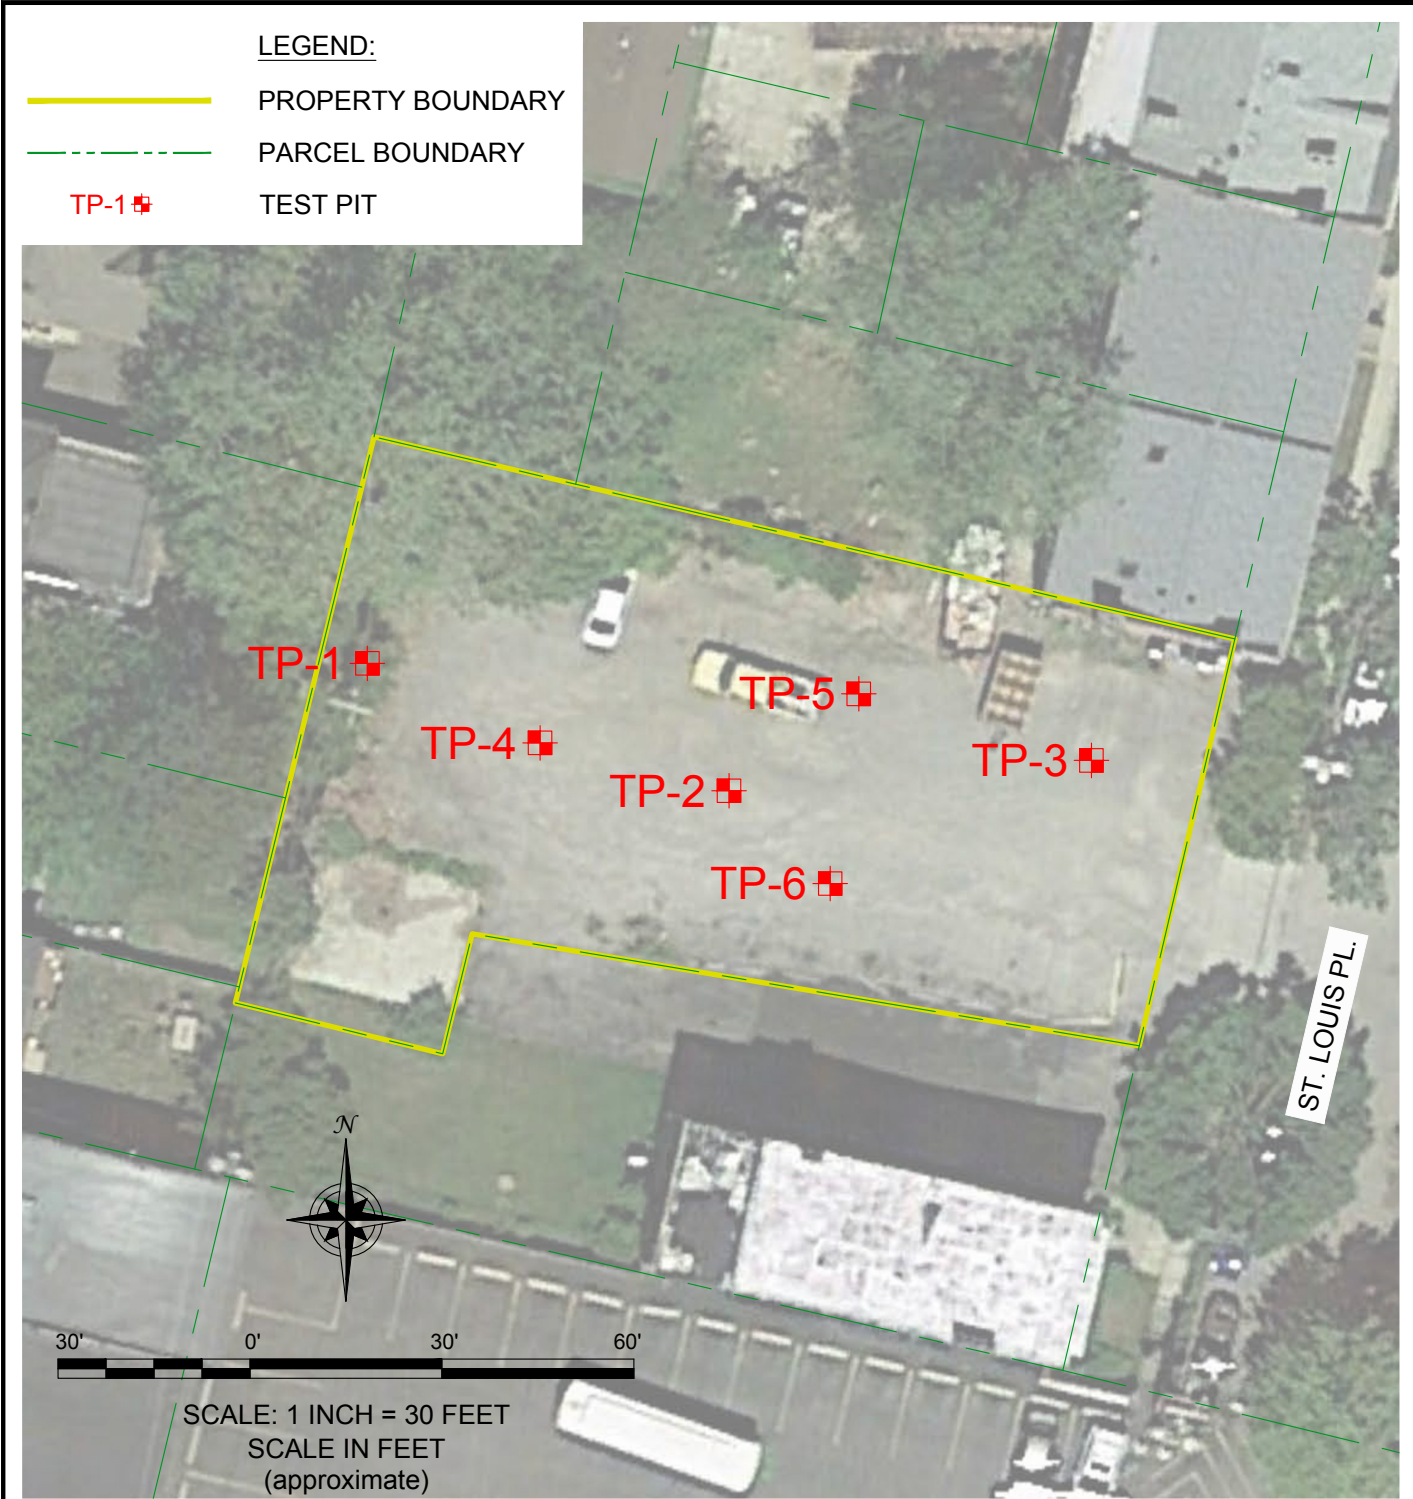 LEGEND:
PROPERTY BOUNDARY
PARCEL BOUNDARY
TP-1 TEST PIT
TP-1
TP-5
TP-4
TP-3
TP-2
TP-6
ST. LOUIS PL.
N
30' 0' 30' 60'
SCALE: 1 INCH = 30 FEET
SCALE IN FEET
(approximate)